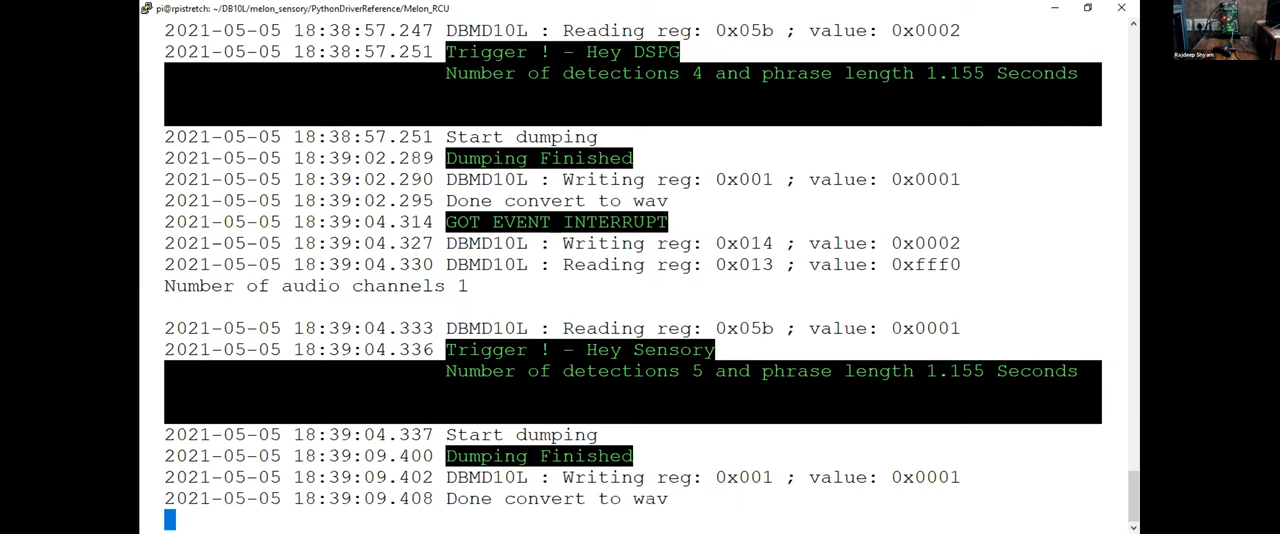 pi@rpistretch: ~/DB10L/melon_sensory/PythonDriverReference/Melon_RCU
2021-05-05 18:38:57.247 DBMD10L : Reading reg: 0x05b ; value: 0x0002
2021-05-05 18:38:57.251 Trigger ! - Hey DSPG
Number of detections 4 and phrase length 1.155 Seconds
2021-05-05 18:38:57.251 Start dumping
2021-05-05 18:39:02.289 Dumping Finished
2021-05-05 18:39:02.290 DBMD10L : Writing reg: 0x001 ; value: 0x0001
2021-05-05 18:39:02.295 Done convert to wav
2021-05-05 18:39:04.314 GOT EVENT INTERRUPT
2021-05-05 18:39:04.327 DBMD10L : Writing reg: 0x014 ; value: 0x0002
2021-05-05 18:39:04.330 DBMD10L : Reading reg: 0x013 ; value: 0xfff0
Number of audio channels 1
2021-05-05 18:39:04.333 DBMD10L : Reading reg: 0x05b ; value: 0x0001
2021-05-05 18:39:04.336 Trigger ! - Hey Sensory
Number of detections 5 and phrase length 1.155 Seconds
2021-05-05 18:39:04.337 Start dumping
2021-05-05 18:39:09.400 Dumping Finished
2021-05-05 18:39:09.402 DBMD10L : Writing reg: 0x001 ; value: 0x0001
2021-05-05 18:39:09.408 Done convert to wav
Rajdeep Shyam